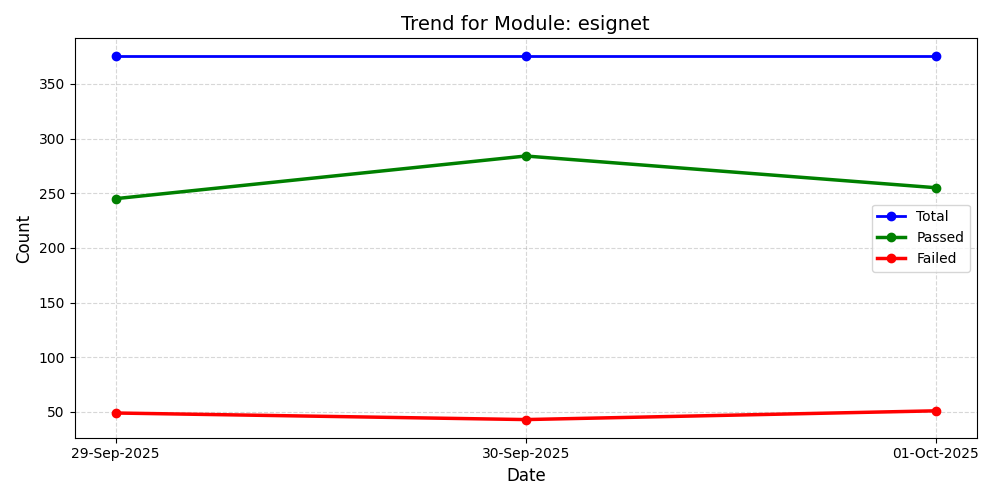 Trend for Module: esignet
Count
350
300
250
200
150
100
50
Total
Passed
Failed
29-Sep-2025
30-Sep-2025
01-Oct-2025
Date